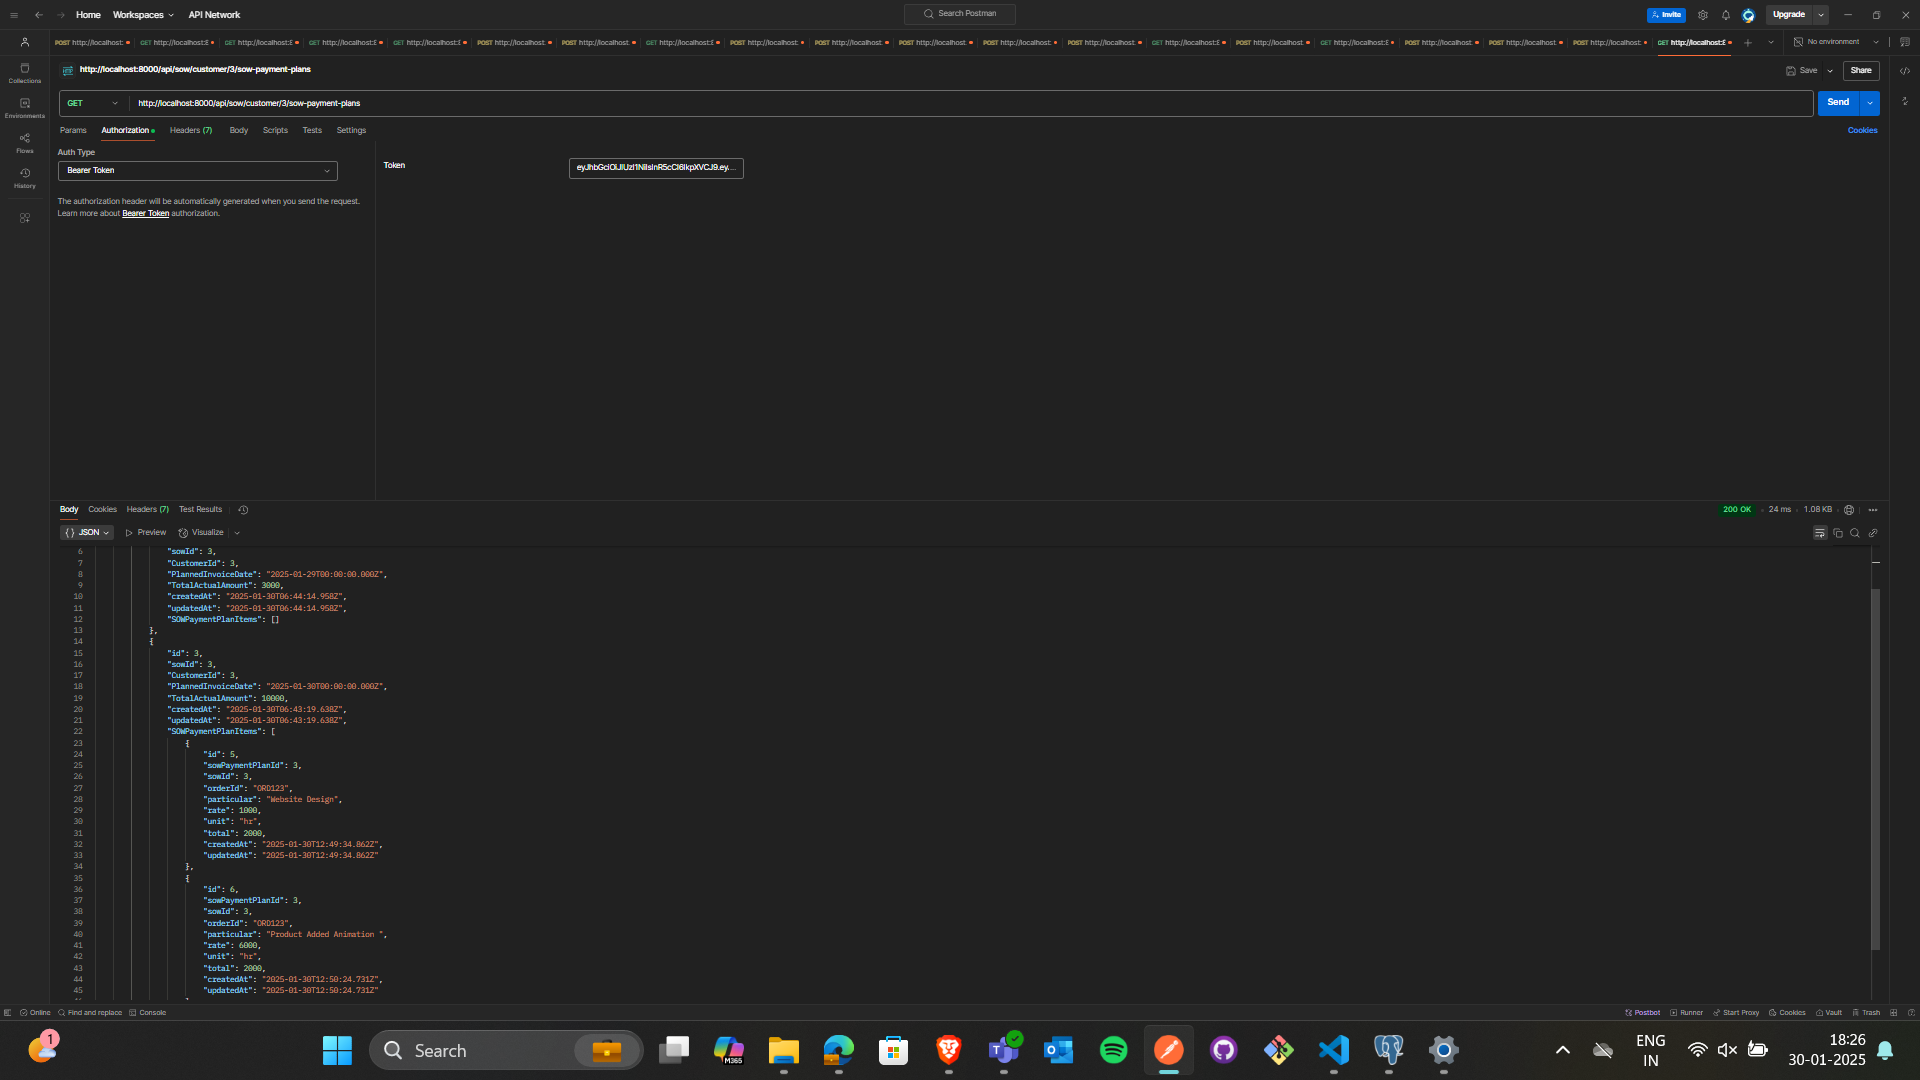 Home Workspaces API Network Search Postman Invite Upgrade
POST http://localhost: GET http://localhost:8 GET http://localhost:8 GET http://localhost:8 GET http://localhost:8 POST http://localhost: POST http://localhost: GET http://localhost:8 POST http://localhost: POST http://localhost: POST http://localhost: POST http://localhost: POST http://localhost: GET http://localhost:8 POST http://localhost: GET http://localhost:8 POST http://localhost: POST http://localhost: POST http://localhost: GET http://localhost:8 No environment
http://localhost:8000/api/sow/customer/3/sow-payment-plans Save Share
Collections
Environments
Flows
History
GET http://localhost:8000/api/sow/customer/3/sow-payment-plans Send
Params Authorization Headers (7) Body Scripts Tests Settings Cookies
Auth Type
Bearer Token
Token
The authorization header will be automatically generated when you send the request.
Learn more about Bearer Token authorization.
Body Cookies Headers (7) Test Results 200 OK 24 ms 1.08 KB
{} JSON Preview Visualize
6 "sowId": 3,
7 "CustomerId": 3,
8 "PlannedInvoiceDate": "2025-01-29T00:00:00.000Z",
9 "TotalActualAmount": 3000,
10 "createdAt": "2025-01-30T06:44:14.958Z",
11 "updatedAt": "2025-01-30T06:44:14.958Z",
12 "SOWPaymentPlanItems": []
13 },
14 {
15 "id": 3,
16 "sowId": 3,
17 "CustomerId": 3,
18 "PlannedInvoiceDate": "2025-01-30T00:00:00.000Z",
19 "TotalActualAmount": 10000,
20 "createdAt": "2025-01-30T06:43:19.638Z",
21 "updatedAt": "2025-01-30T06:43:19.638Z",
22 "SOWPaymentPlanItems": [
23 {
24 "id": 5,
25 "sowPaymentPlanId": 3,
26 "sowId": 3,
27 "orderId": "ORD123",
28 "particular": "Website Design",
29 "rate": 1000,
30 "unit": "hr",
31 "total": 2000,
32 "createdAt": "2025-01-30T12:49:34.862Z",
33 "updatedAt": "2025-01-30T12:49:34.862Z"
34 },
35 {
36 "id": 6,
37 "sowPaymentPlanId": 3,
38 "sowId": 3,
39 "orderId": "ORD123",
40 "particular": "Product Added Animation ",
41 "rate": 6000,
42 "unit": "hr",
43 "total": 2000,
44 "createdAt": "2025-01-30T12:50:24.731Z",
45 "updatedAt": "2025-01-30T12:50:24.731Z"
Online Find and replace Console Postbot Runner Start Proxy Cookies Vault Trash
1 Search M365 ENG IN 18:26
30-01-2025